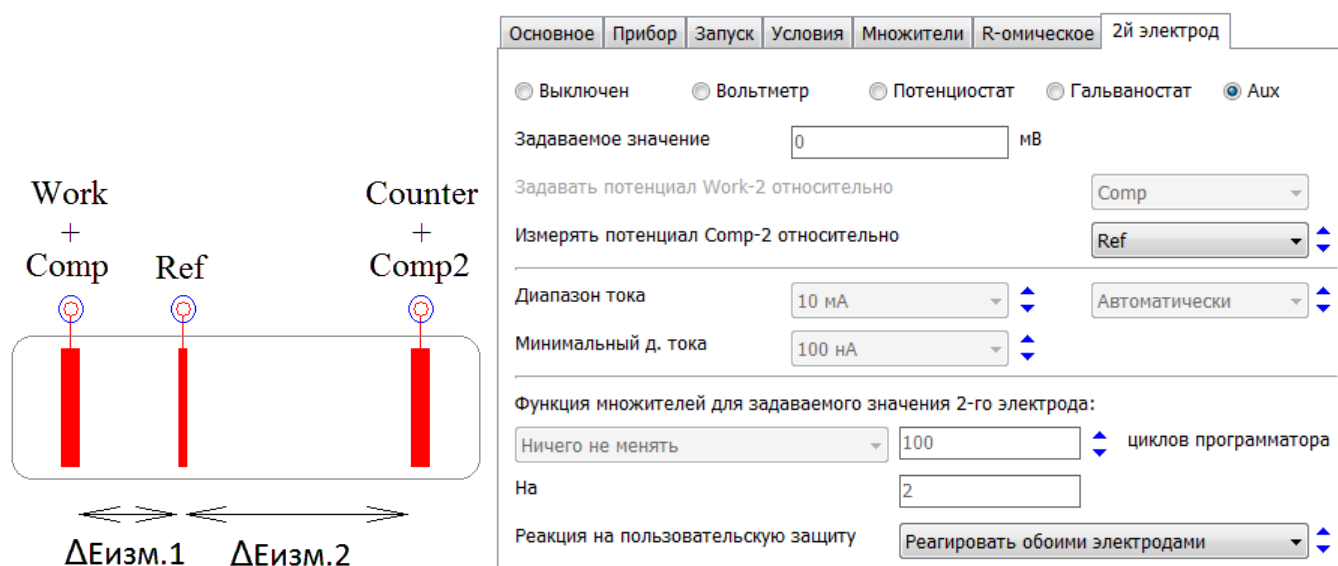 Work
+
Comp
Ref
Counter
+
Comp2
ΔEизм.1
ΔEизм.2
Основное Прибор Запуск Условия Множители R-омическое 2й электрод
Выключен Вольтметр Потенциостат Гальваностат Aux
Задаваемое значение 0 мВ
Задавать потенциал Work-2 относительно Comp
Измерять потенциал Comp-2 относительно Ref
Диапазон тока 10 мА Автоматически
Минимальный д. тока 100 нА
Функция множителей для задаваемого значения 2-го электрода:
Ничего не менять 100 циклов программатора
На 2
Реакция на пользовательскую защиту Реагировать обоими электродами